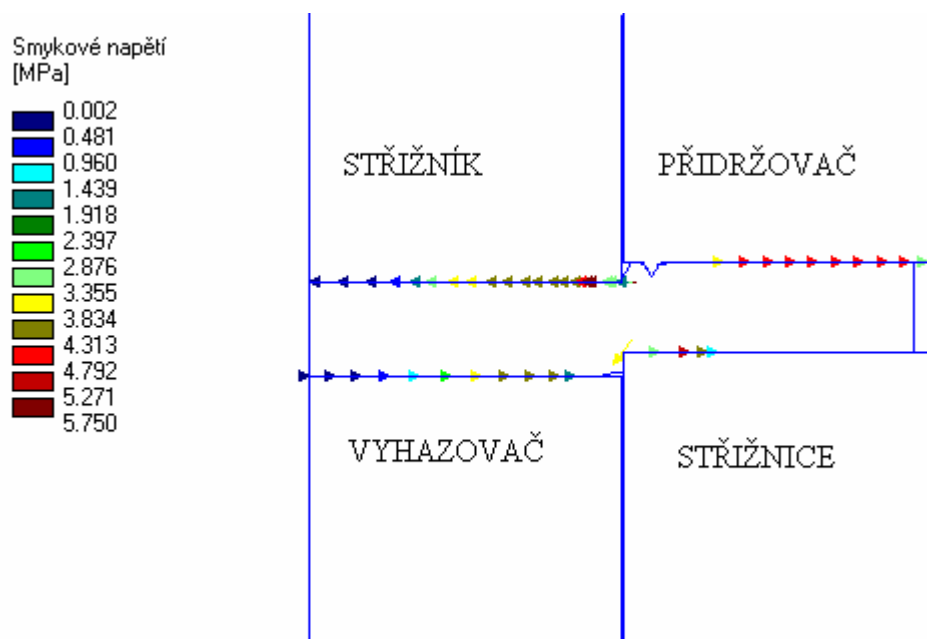 Smykové napětí
[MPa]
0.002
0.481
0.960
1.439
1.918
2.397
2.876
3.355
3.834
4.313
4.792
5.271
5.750
STŘIŽNÍK
PŘIDRŽOVAČ
VYHAZOVAČ
STŘIŽNICE